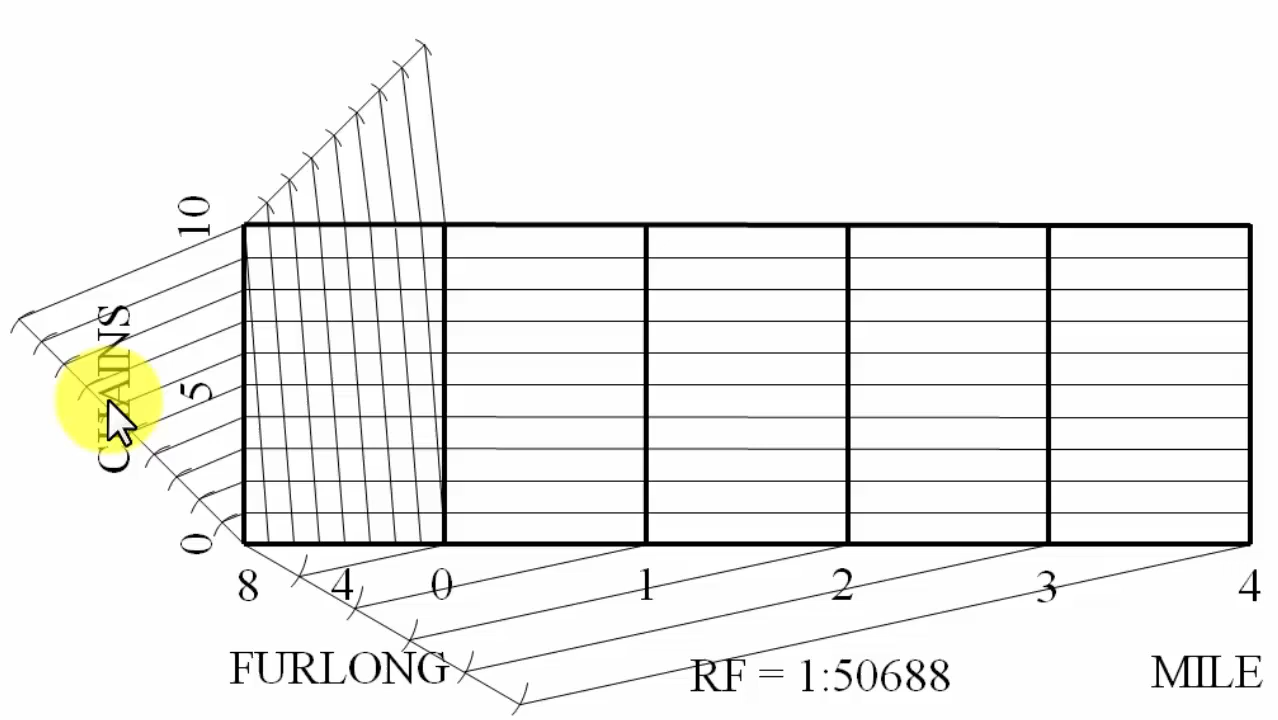 10
CHAINS
5
0
8 4 0 1 2 3 4
FURLONG
RF = 1:50688
MILE